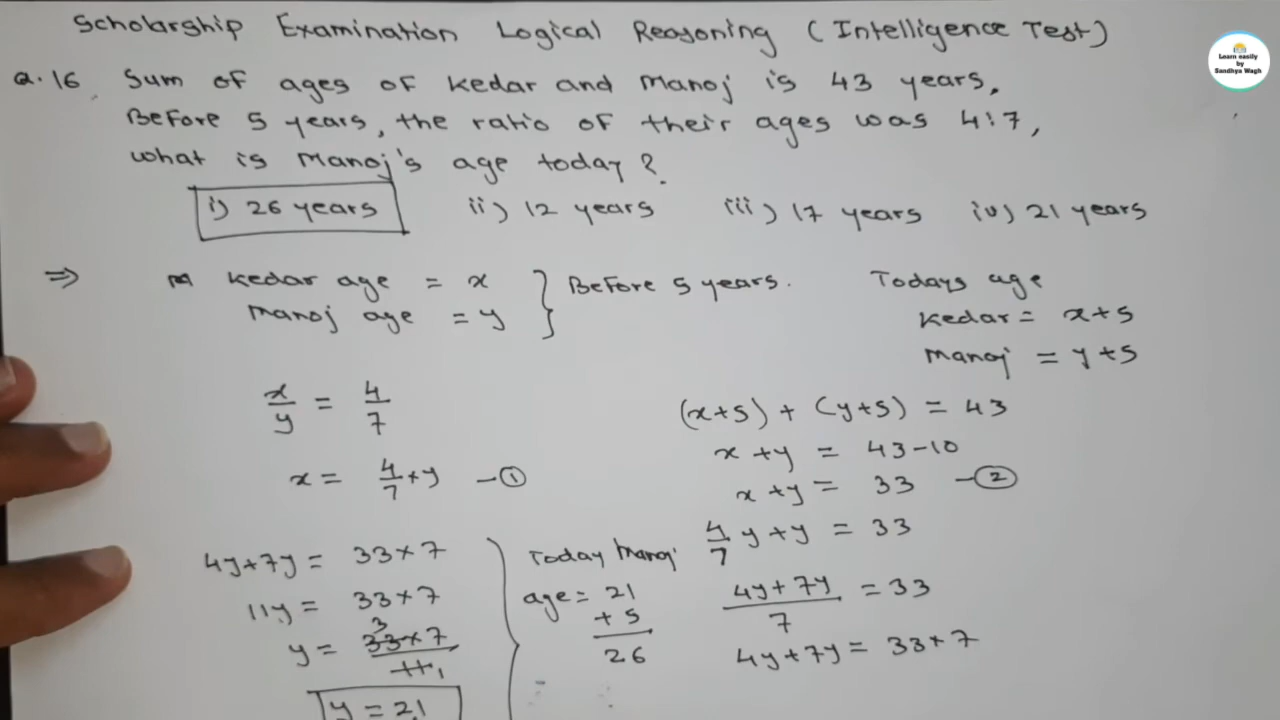 Scholarship Examination Logical Reasoning (Intelligence Test)
Learn easily
by
Sandhya Wagh
Q.16 Sum of ages of Kedar and Manoj is 43 years.
Before 5 years, the ratio of their ages was 4:7,
what is Manoj's age today?
i) 26 years ii) 12 years iii) 17 years iv) 21 years
⇒ Kedar age = x } Before 5 years.
Manoj age = y
Todays age
Kedar = x+5
Manoj = y+5
x/y = 4/7
x = 4/7 × y - ①
(x+5) + (y+5) = 43
x+y = 43-10
x+y = 33 - ②
4/7 y + y = 33
(4y+7y)/7 = 33
4y+7y = 33×7
4y+7y = 33×7
11y = 33×7
3
y = 33×7/11 1
y = 21
Today Manoj
age = 21
+ 5
26